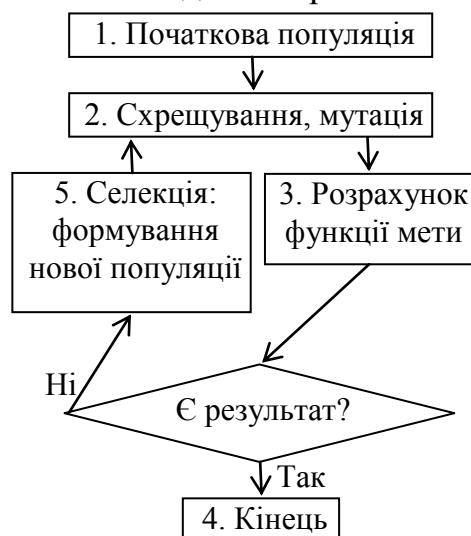 1. Початкова популяція
2. Схрещування, мутація
5. Селекція:
формування
нової популяції
3. Розрахунок
функції мети
Ні
Є результат?
Так
4. Кінець